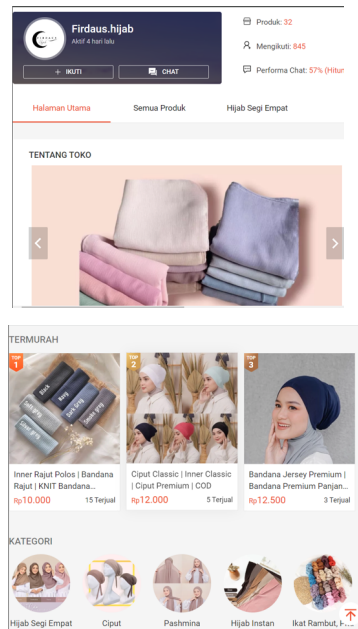 Firdaus.hijab
Aktif 4 hari lalu
+ IKUTI
CHAT
Produk: 32
Mengikuti: 845
Performa Chat: 57% (Hitun
Halaman Utama
Semua Produk
Hijab Segi Empat
TENTANG TOKO
TERMURAH
TOP 1
TOP 2
TOP 3
Black
Navy
Dark Grey
Inner Rajut Polos | Bandana
Rajut | KNIT Bandana...
Rp10.000
15 Terjual
Ciput Classic | Inner Classic
| Ciput Premium | COD
Rp12.000
5 Terjual
Bandana Jersey Premium |
Bandana Premium Panjan...
Rp12.500
3 Terjual
KATEGORI
Hijab Segi Empat
Ciput
Pashmina
Hijab Instan
Ikat Rambut,